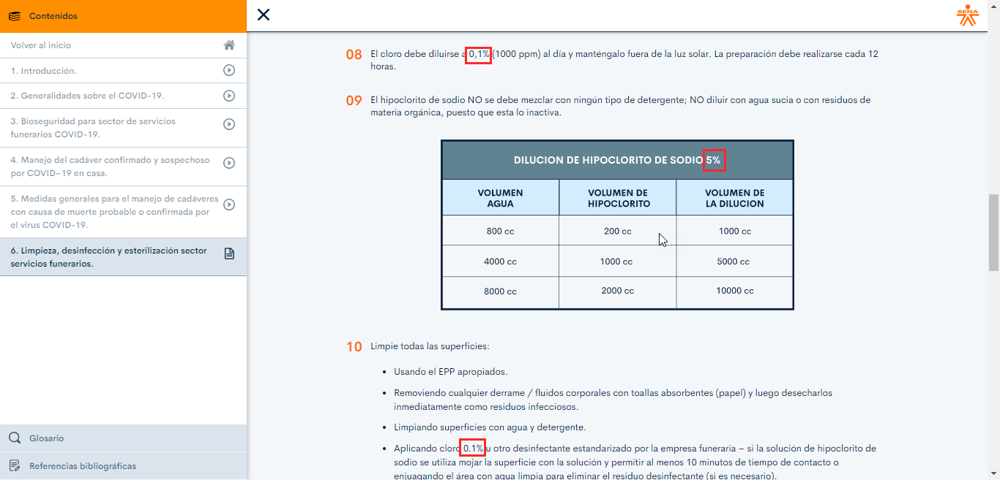 Contenidos
Volver al inicio
1. Introducción.
2. Generalidades sobre el COVID-19.
3. Bioseguridad para sector de servicios
funerarios COVID-19.
4. Manejo del cadáver confirmado y sospechoso
por COVID–19 en casa.
5. Medidas generales para el manejo de cadáveres
con causa de muerte probable o confirmada por
el virus COVID-19.
6. Limpieza, desinfección y esterilización sector
servicios funerarios.
Glosario
Referencias bibliográficas
SENA
08 El cloro debe diluirse a 0,1% (1000 ppm) al día y manténgalo fuera de la luz solar. La preparación debe realizarse cada 12
horas.
09 El hipoclorito de sodio NO se debe mezclar con ningún tipo de detergente; NO diluir con agua sucia o con residuos de
materia orgánica, puesto que esta lo inactiva.
DILUCION DE HIPOCLORITO DE SODIO 5%
VOLUMEN AGUA VOLUMEN DE HIPOCLORITO VOLUMEN DE LA DILUCION
800 cc 200 cc 1000 cc
4000 cc 1000 cc 5000 cc
8000 cc 2000 cc 10000 cc
10 Limpie todas las superficies:
• Usando el EPP apropiados.
• Removiendo cualquier derrame / fluidos corporales con toallas absorbentes (papel) y luego desecharlos
inmediatamente como residuos infecciosos.
• Limpiando superficies con agua y detergente.
• Aplicando cloro 0.1% u otro desinfectante estandarizado por la empresa funeraria – si la solución de hipoclorito de
sodio se utiliza mojar la superficie con la solución y permitir al menos 10 minutos de tiempo de contacto o
enjuagando el área con agua limpia para eliminar el residuo desinfectante (si es necesario).